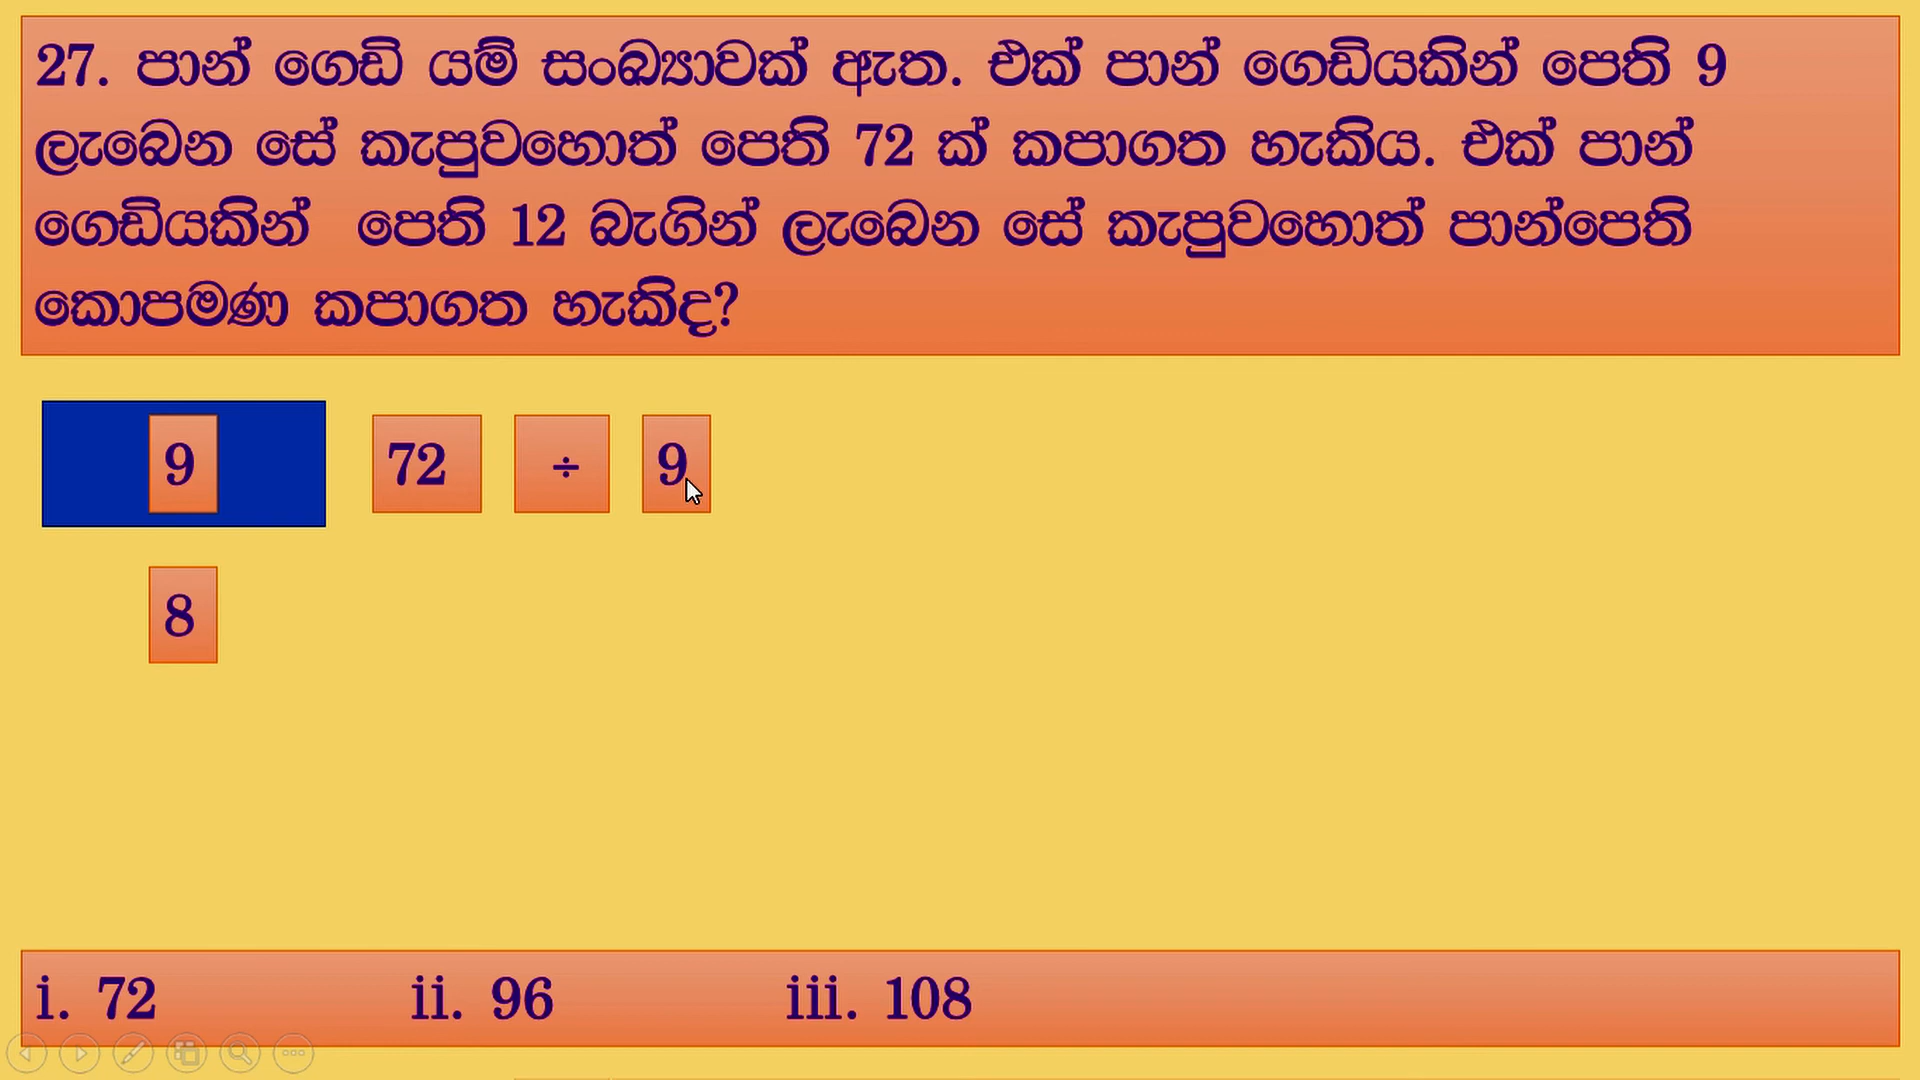 27. පාන් ගෙඩි යම් සංඛ්‍යාවක් ඇත. එක් පාන් ගෙඩියකින් පෙති 9
ලැබෙන සේ කැපුවහොත් පෙති 72 ක් කපාගත හැකිය. එක් පාන්
ගෙඩියකින් පෙති 12 බැගින් ලැබෙන සේ කැපුවහොත් පාන්පෙති
කොපමණ කපාගත හැකිද?
9 72 ÷ 9
8
i. 72 ii. 96 iii. 108